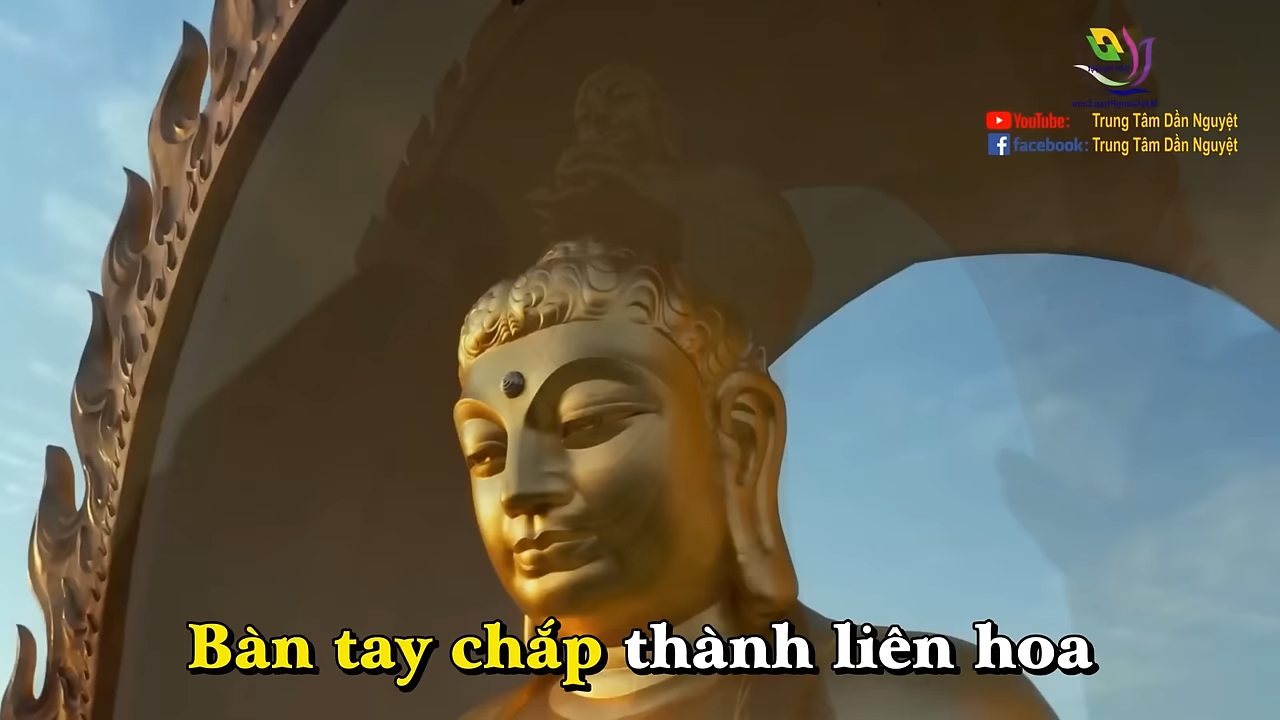 YouTube: Trung Tâm Dần Nguyệt
facebook: Trung Tâm Dần Nguyệt
Bàn tay chắp thành liên hoa